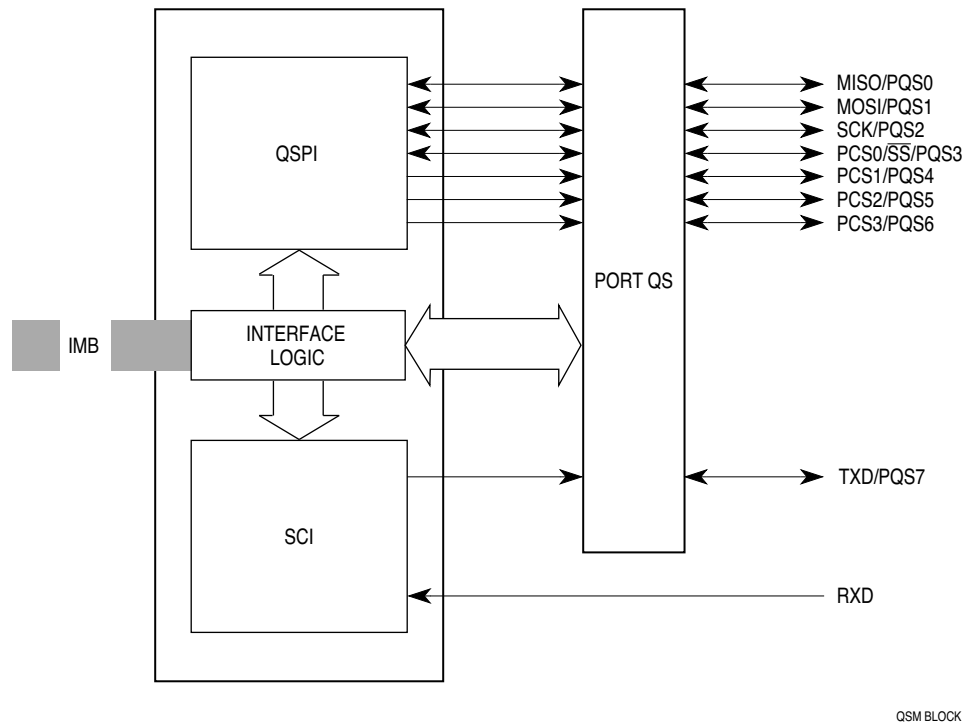 QSPI
MISO/PQS0
MOSI/PQS1
SCK/PQS2
PCS0/S̅S̅/PQS3
PCS1/PQS4
PCS2/PQS5
PCS3/PQS6
PORT QS
IMB
INTERFACE
LOGIC
SCI
TXD/PQS7
RXD
QSM BLOCK